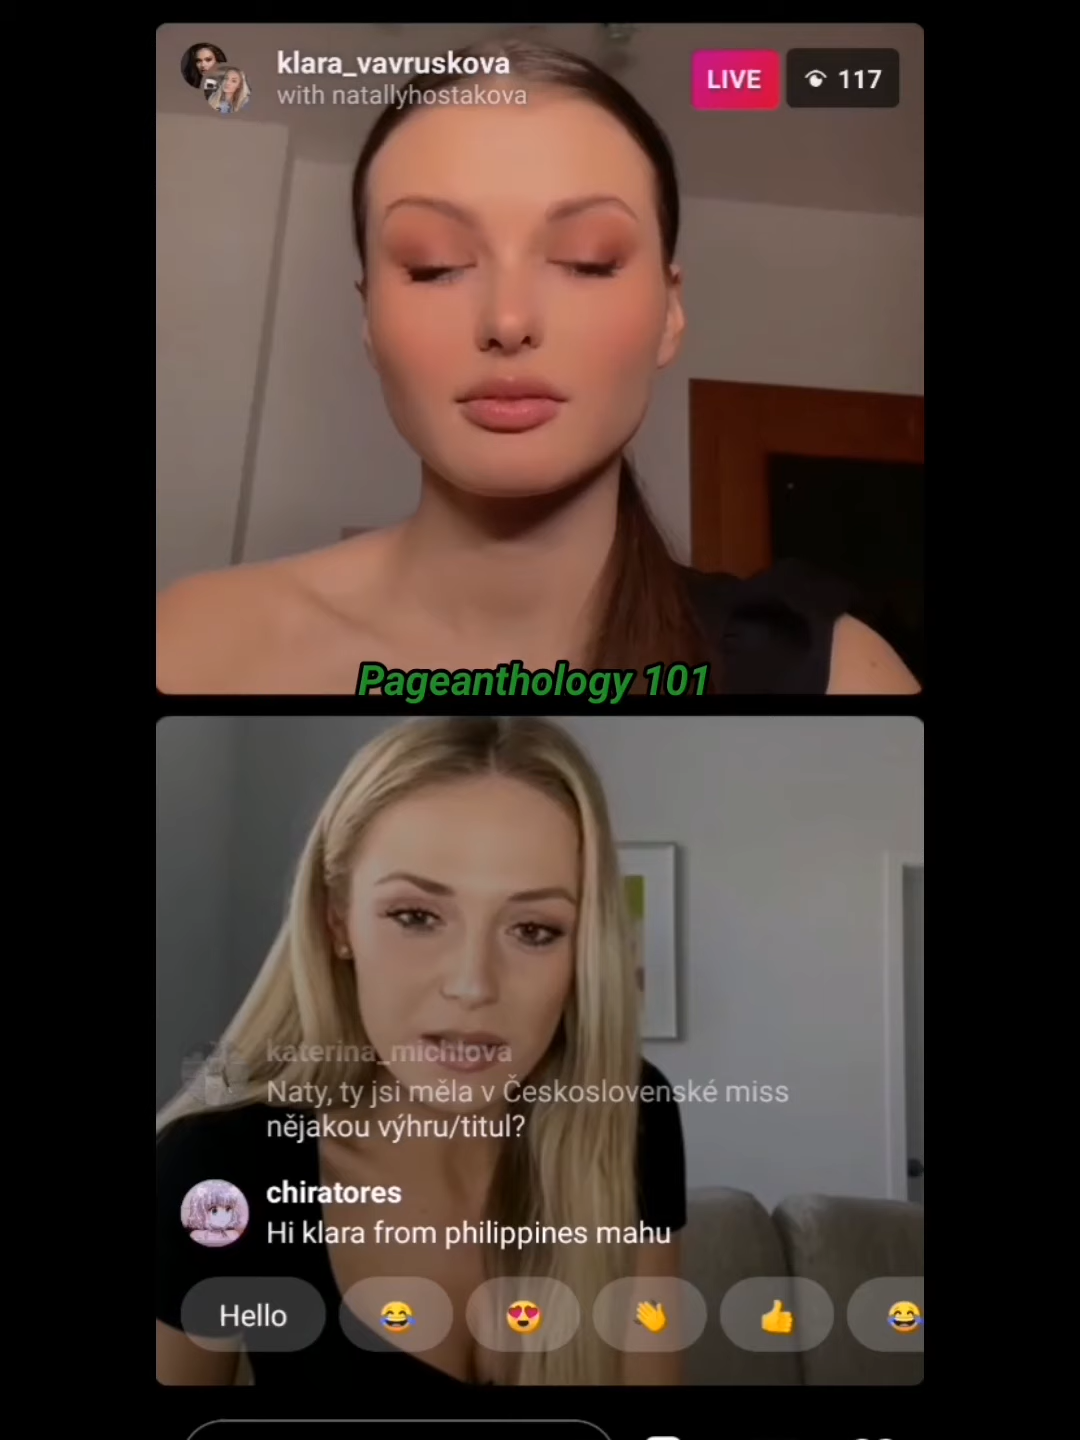 klara_vavruskova
with natallyhostakova
LIVE
117
Pageanthology 101
katerina_michlova
Naty, ty jsi měla v Československé miss
nějakou výhru/titul?
chiratores
Hi klara from philippines mahu
Hello